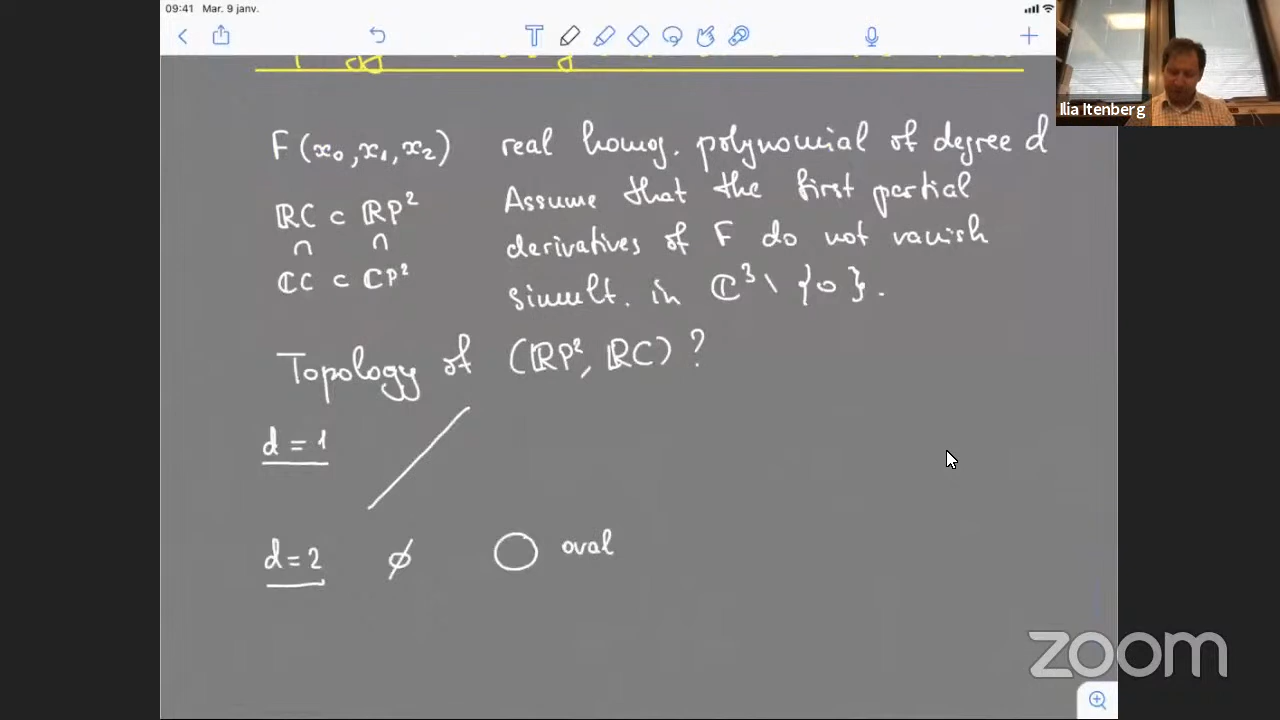 09:41 Mar. 9 janv.
Ilia Itenberg
F(x₀,x₁,x₂) real homog. polynomial of degree d
ℝC ⊂ ℝP² Assume that the first partial
∩ ∩ derivatives of F do not vanish
ℂC ⊂ ℂP² simult. in ℂ³ \ {0}.
Topology of (ℝP², ℝC)?
d = 1
d = 2 ∅ oval
zoom